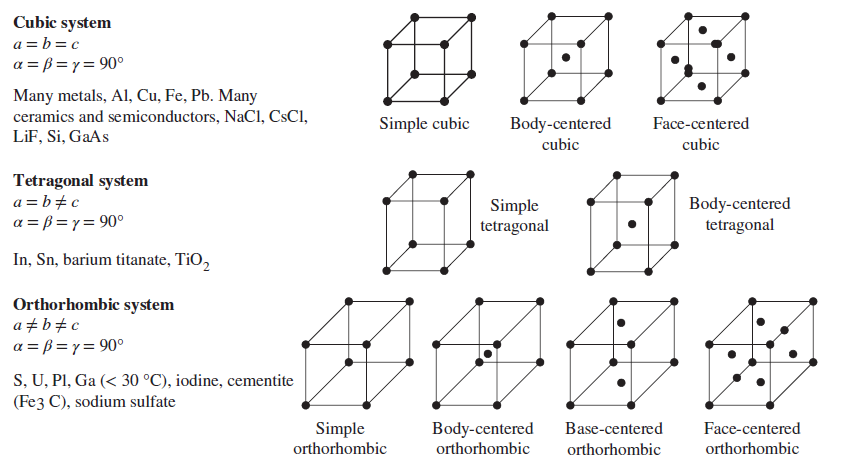 Cubic system
a = b = c
α = β = γ = 90°
Many metals, Al, Cu, Fe, Pb. Many
ceramics and semiconductors, NaCl, CsCl,
LiF, Si, GaAs
Simple cubic
Body-centered
cubic
Face-centered
cubic
Tetragonal system
a = b ≠ c
α = β = γ = 90°
In, Sn, barium titanate, TiO₂
Simple
tetragonal
Body-centered
tetragonal
Orthorhombic system
a ≠ b ≠ c
α = β = γ = 90°
S, U, Pl, Ga (< 30 °C), iodine, cementite
(Fe3 C), sodium sulfate
Simple
orthorhombic
Body-centered
orthorhombic
Base-centered
orthorhombic
Face-centered
orthorhombic